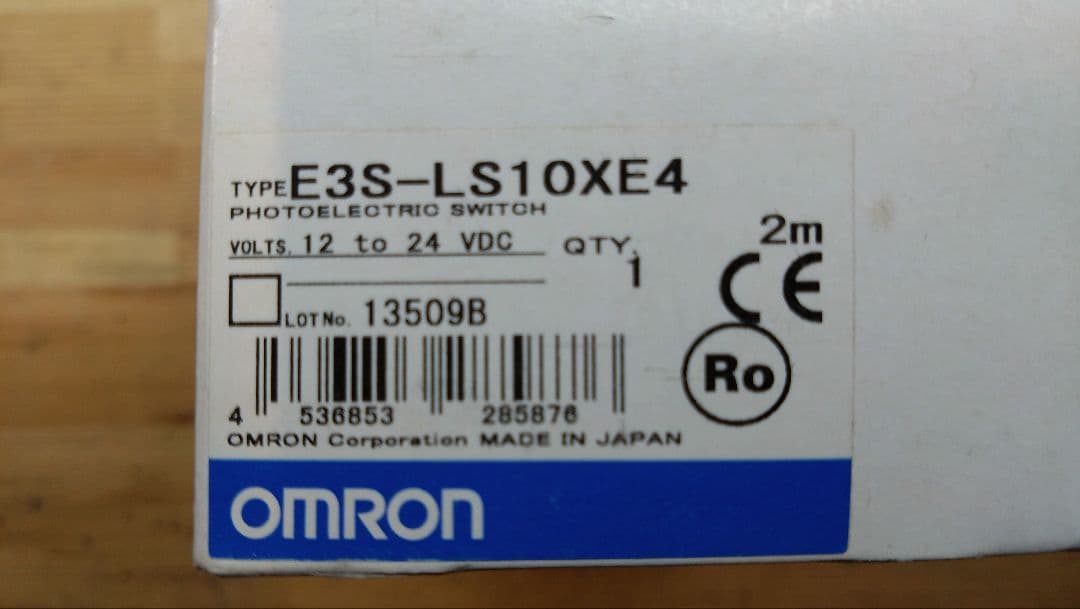 TYPE E3S-LS10XE4
PHOTOELECTRIC SWITCH
2m
VOLTS. 12 to 24 VDC QTY.
1
CE
LOT No. 13509B
Ro
4 536853 285876
OMRON Corporation MADE IN JAPAN
OMRON